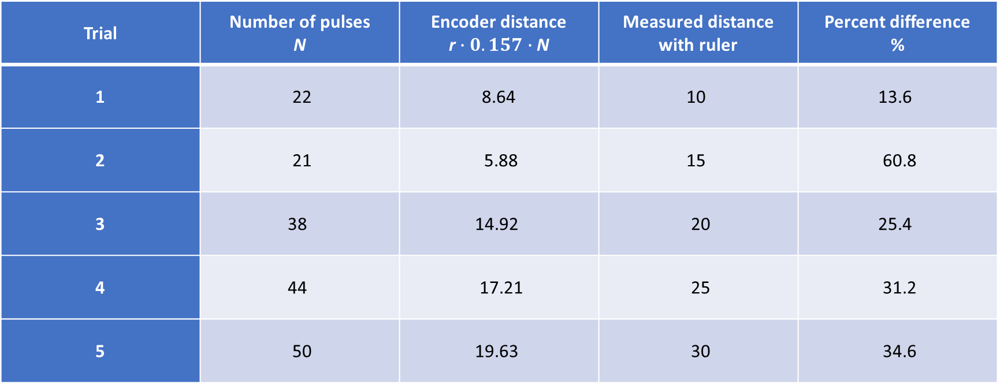 Trial Number of pulses N Encoder distance r · 0.157 · N Measured distance with ruler Percent difference %
1 22 8.64 10 13.6
2 21 5.88 15 60.8
3 38 14.92 20 25.4
4 44 17.21 25 31.2
5 50 19.63 30 34.6